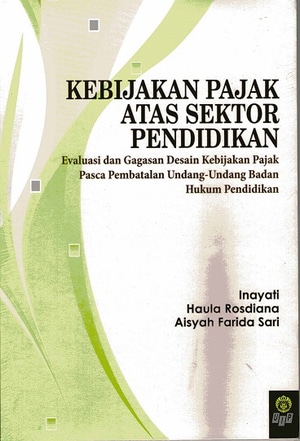 KEBIJAKAN PAJAK
ATAS SEKTOR
PENDIDIKAN
Evaluasi dan Gagasan Desain Kebijakan Pajak
Pasca Pembatalan Undang-Undang Badan
Hukum Pendidikan
Inayati
Haula Rosdiana
Aisyah Farida Sari